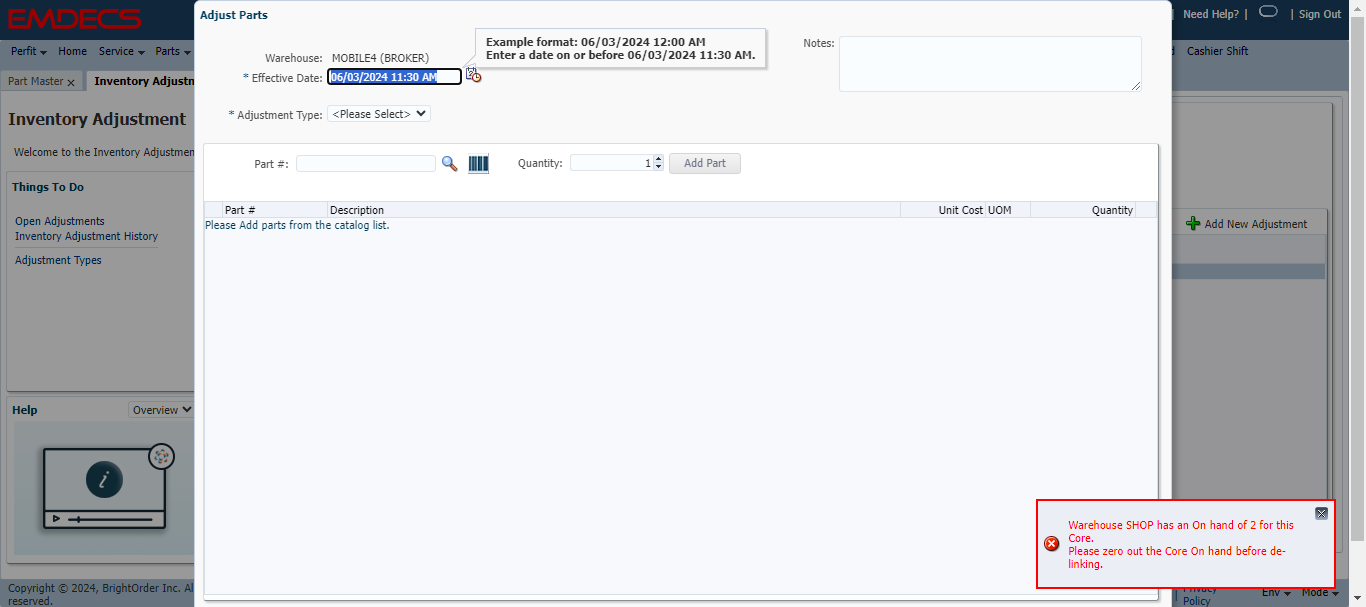 EMDECS
Need Help? | | Sign Out
Perfit Home Service Parts Cashier Shift
Part Master x Inventory Adjustn
Inventory Adjustment
Welcome to the Inventory Adjustmen
Things To Do
Open Adjustments
Inventory Adjustment History
Adjustment Types
Help Overview
i
Copyright © 2024, BrightOrder Inc. Al
reserved.
Adjust Parts
Example format: 06/03/2024 12:00 AM
Enter a date on or before 06/03/2024 11:30 AM.
Warehouse: MOBILE4 (BROKER)
* Effective Date: 06/03/2024 11:30 AM
* Adjustment Type: <Please Select>
Notes:
Part #: Quantity: 1 Add Part
Part # Description Unit Cost UOM Quantity
Please Add parts from the catalog list.
Add New Adjustment
Warehouse SHOP has an On hand of 2 for this
Core.
Please zero out the Core On hand before de-
linking.
Privacy
Policy
Env Mode